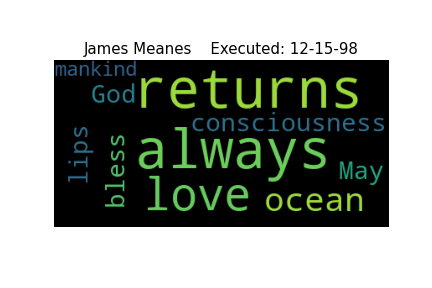 James Meanes    Executed: 12-15-98
mankind
God
returns
consciousness
lips
bless
always
May
love
ocean